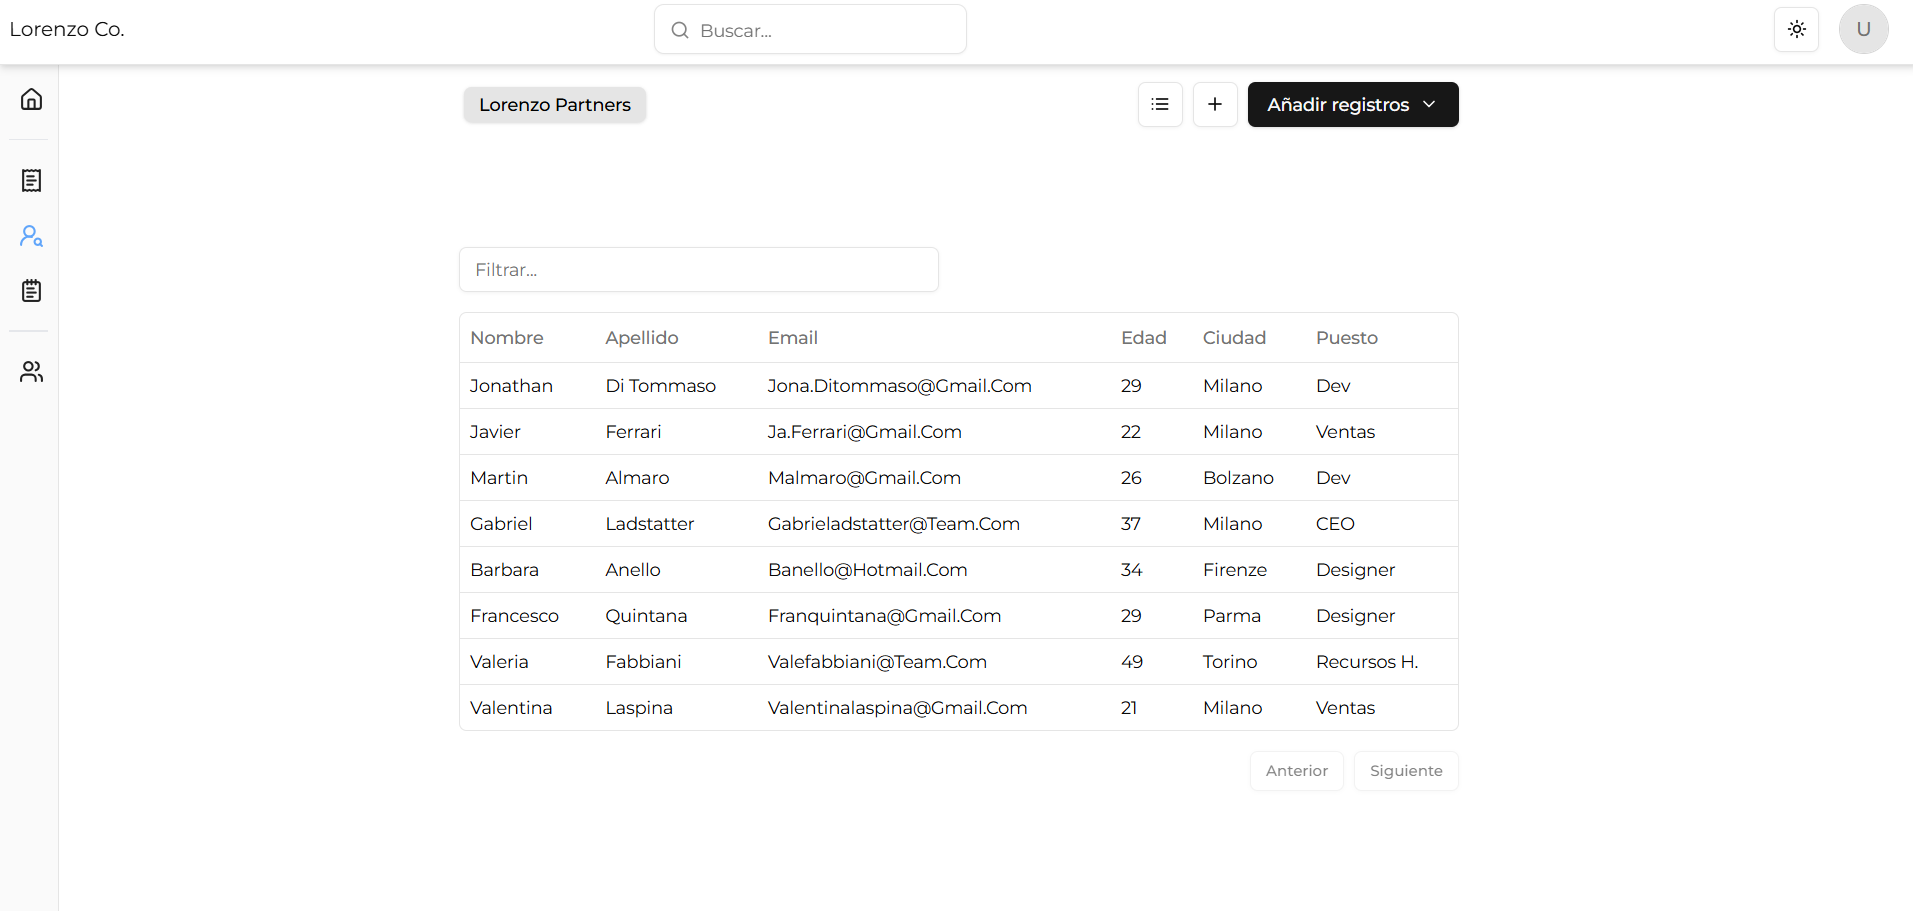 Lorenzo Co.
Buscar...
U
Lorenzo Partners
Añadir registros
Filtrar...
Nombre Apellido Email Edad Ciudad Puesto
Jonathan Di Tommaso Jona.Ditommaso@Gmail.Com 29 Milano Dev
Javier Ferrari Ja.Ferrari@Gmail.Com 22 Milano Ventas
Martin Almaro Malmaro@Gmail.Com 26 Bolzano Dev
Gabriel Ladstatter Gabrieladstatter@Team.Com 37 Milano CEO
Barbara Anello Banello@Hotmail.Com 34 Firenze Designer
Francesco Quintana Franquintana@Gmail.Com 29 Parma Designer
Valeria Fabbiani Valefabbiani@Team.Com 49 Torino Recursos H.
Valentina Laspina Valentinalaspina@Gmail.Com 21 Milano Ventas
Anterior Siguiente